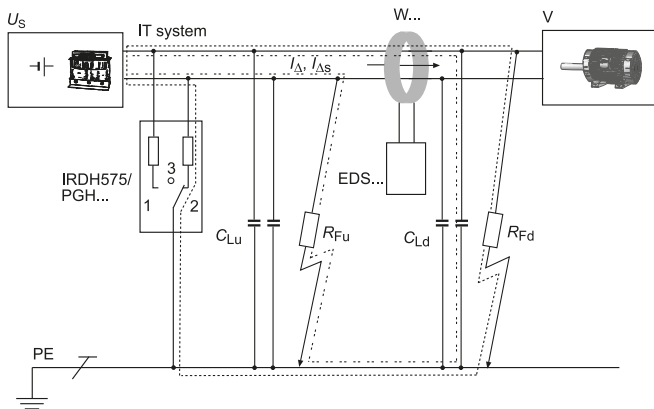 U_S
IT system
W...
V
I_Δ, I_Δs
3
IRDH575/
PGH...
1
2
EDS...
C_Lu
R_Fu
C_Ld
R_Fd
PE